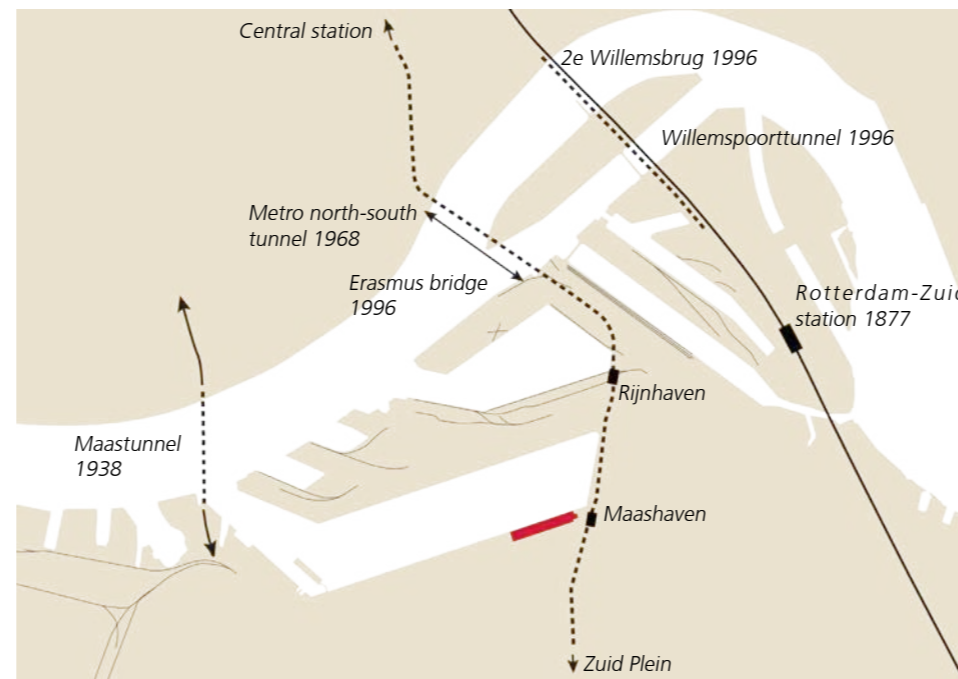 Central station
2e Willemsbrug 1996
Willemspoorttunnel 1996
Metro north-south
tunnel 1968
Erasmus bridge
1996
Rotterdam-Zuid
station 1877
Rijnhaven
Maastunnel
1938
Maashaven
Zuid Plein